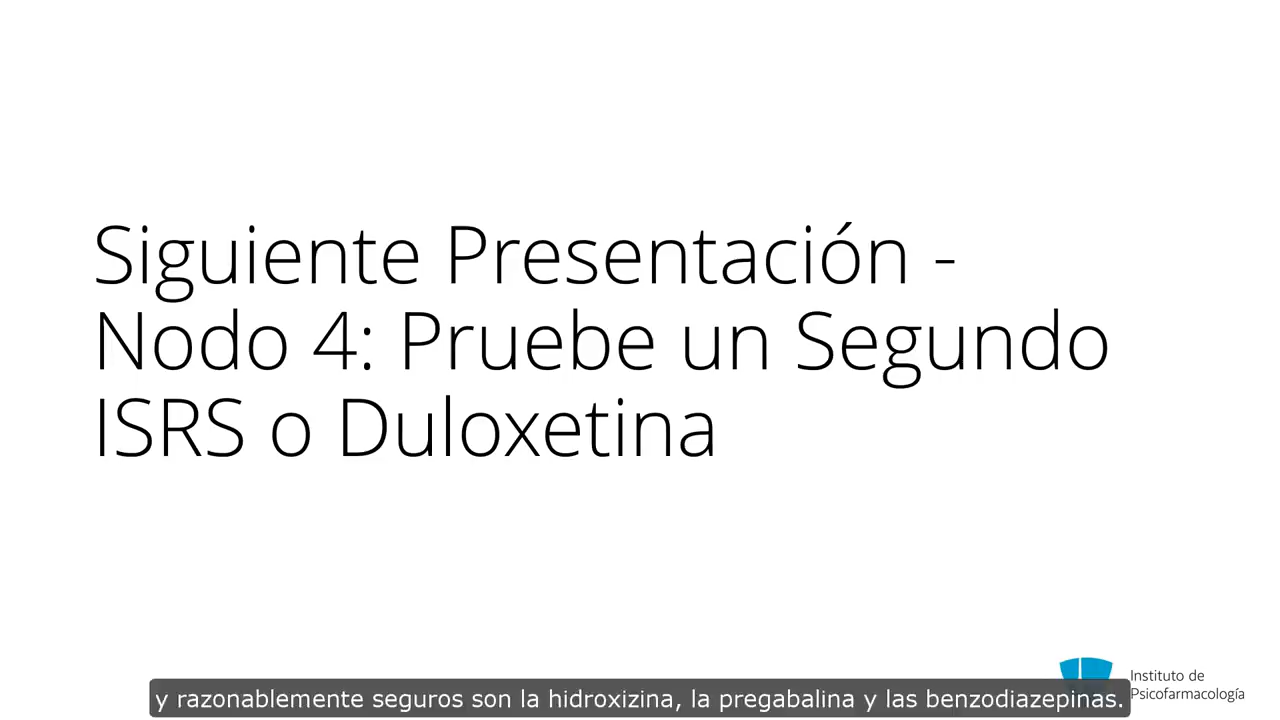 Siguiente Presentación -
Nodo 4: Pruebe un Segundo
ISRS o Duloxetina
Instituto de
Psicofarmacología
y razonablemente seguros son la hidroxizina, la pregabalina y las benzodiazepinas.